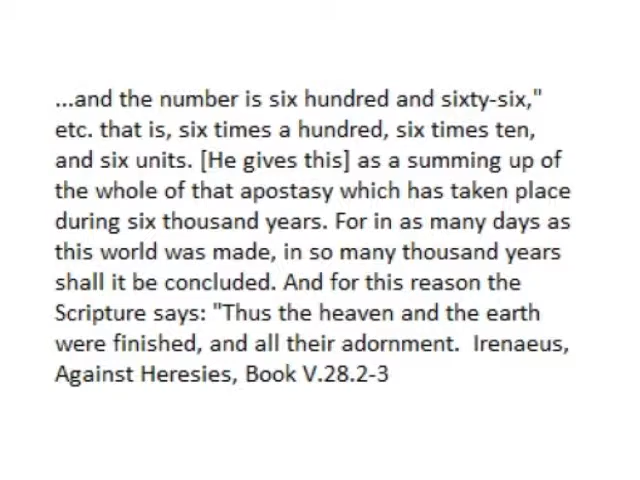 ...and the number is six hundred and sixty-six,"
etc. that is, six times a hundred, six times ten,
and six units. [He gives this] as a summing up of
the whole of that apostasy which has taken place
during six thousand years. For in as many days as
this world was made, in so many thousand years
shall it be concluded. And for this reason the
Scripture says: "Thus the heaven and the earth
were finished, and all their adornment.  Irenaeus,
Against Heresies, Book V.28.2-3